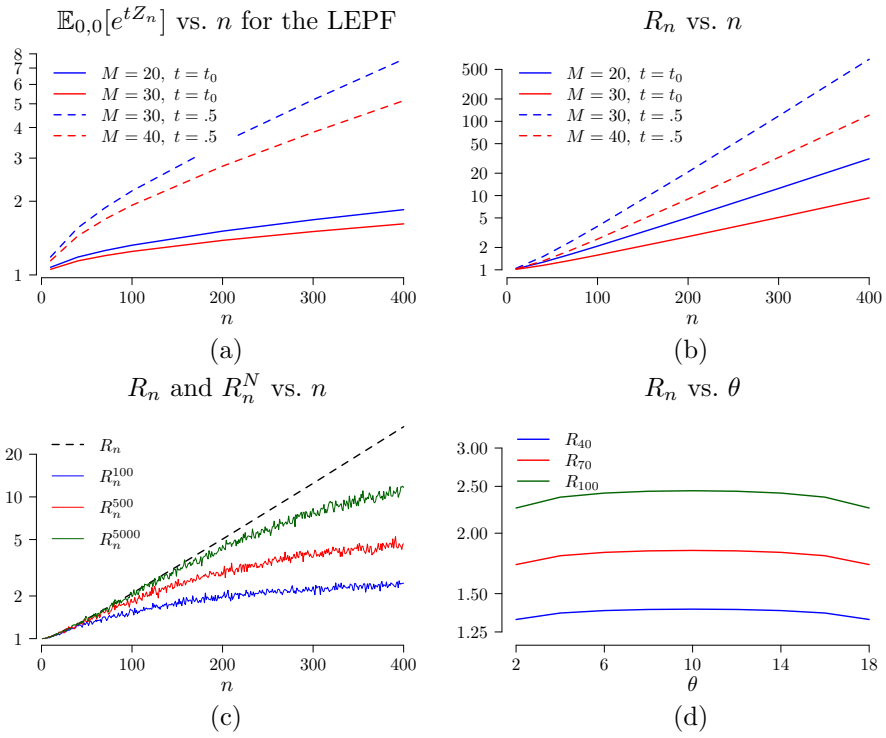 𝔼₀,₀[e^{tZₙ}] vs. n for the LEPF
8
7
6
5
4
3
2
1
M = 20, t = t₀
M = 30, t = t₀
M = 30, t = .5
M = 40, t = .5
0
100
200
300
400
n
(a)
Rₙ vs. n
500
200
100
50
20
10
5
2
1
M = 20, t = t₀
M = 30, t = t₀
M = 30, t = .5
M = 40, t = .5
0
100
200
300
400
n
(b)
Rₙ and Rₙᴺ vs. n
20
10
5
2
1
Rₙ
Rₙ¹⁰⁰
Rₙ⁵⁰⁰
Rₙ⁵⁰⁰⁰
0
100
200
300
400
n
(c)
Rₙ vs. θ
3.00
2.50
2.00
1.50
1.25
R₄₀
R₇₀
R₁₀₀
2
6
10
14
18
θ
(d)